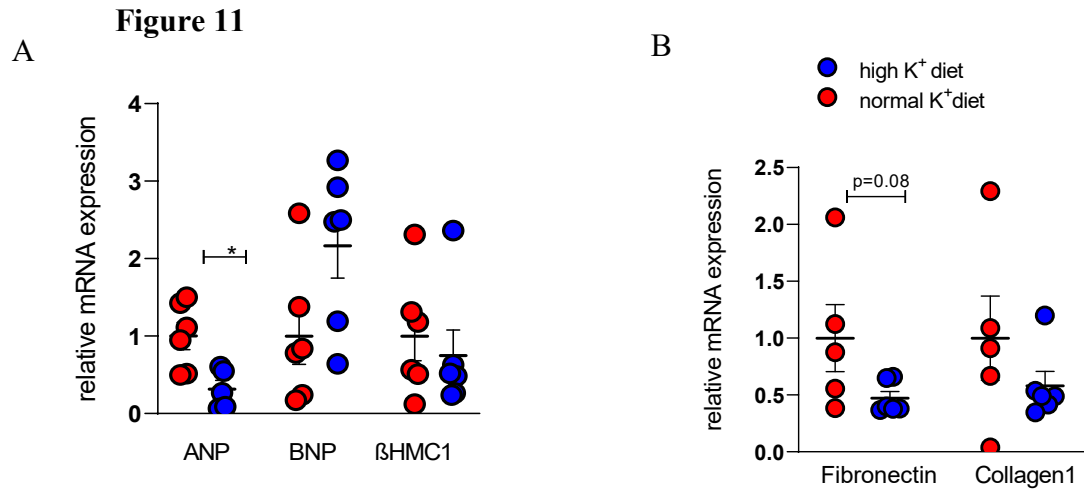 Figure 11
A
relative mRNA expression
4
3
2
1
0
*
ANP BNP ßHMC1
B
high K⁺ diet
normal K⁺diet
relative mRNA expression
2.5
2.0
1.5
1.0
0.5
0.0
p=0.08
Fibronectin Collagen1